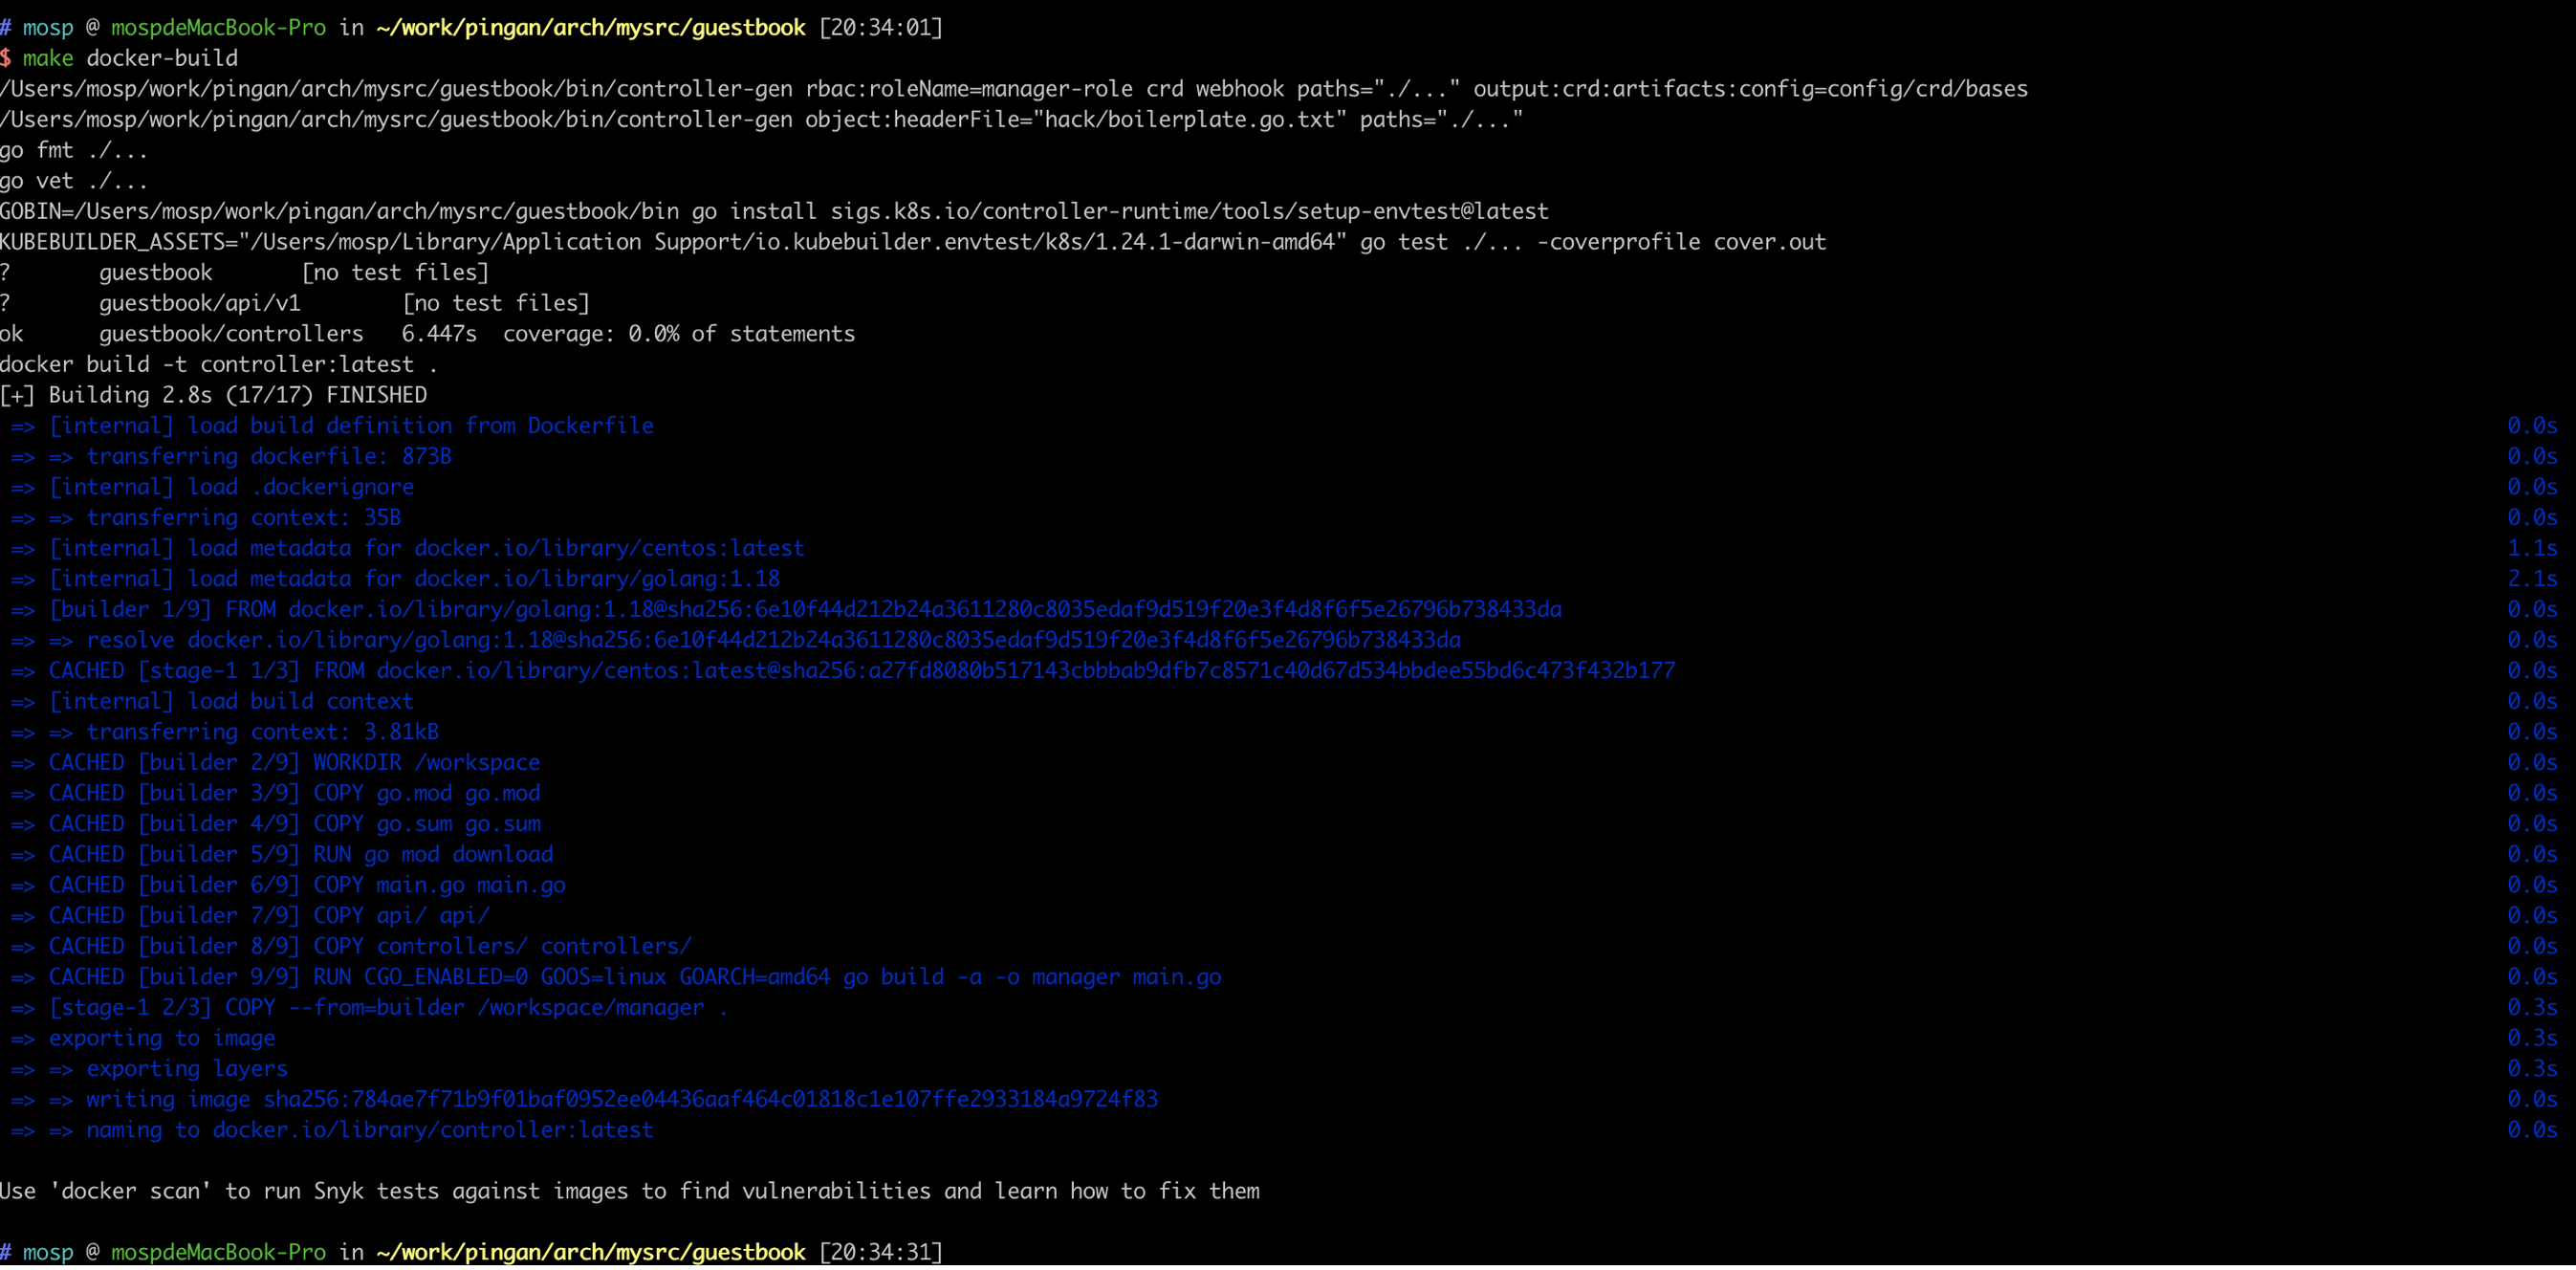 # mosp @ mospdeMacBook-Pro in ~/work/pingan/arch/mysrc/guestbook [20:34:01]
$ make docker-build
/Users/mosp/work/pingan/arch/mysrc/guestbook/bin/controller-gen rbac:roleName=manager-role crd webhook paths="./..." output:crd:artifacts:config=config/crd/bases
/Users/mosp/work/pingan/arch/mysrc/guestbook/bin/controller-gen object:headerFile="hack/boilerplate.go.txt" paths="./..."
go fmt ./...
go vet ./...
GOBIN=/Users/mosp/work/pingan/arch/mysrc/guestbook/bin go install sigs.k8s.io/controller-runtime/tools/setup-envtest@latest
KUBEBUILDER_ASSETS="/Users/mosp/Library/Application Support/io.kubebuilder.envtest/k8s/1.24.1-darwin-amd64" go test ./... -coverprofile cover.out
? guestbook [no test files]
? guestbook/api/v1 [no test files]
ok guestbook/controllers 6.447s coverage: 0.0% of statements
docker build -t controller:latest .
[+] Building 2.8s (17/17) FINISHED
=> [internal] load build definition from Dockerfile 0.0s
=> => transferring dockerfile: 873B 0.0s
=> [internal] load .dockerignore 0.0s
=> => transferring context: 35B 0.0s
=> [internal] load metadata for docker.io/library/centos:latest 1.1s
=> [internal] load metadata for docker.io/library/golang:1.18 2.1s
=> [builder 1/9] FROM docker.io/library/golang:1.18@sha256:6e10f44d212b24a3611280c8035edaf9d519f20e3f4d8f6f5e26796b738433da 0.0s
=> => resolve docker.io/library/golang:1.18@sha256:6e10f44d212b24a3611280c8035edaf9d519f20e3f4d8f6f5e26796b738433da 0.0s
=> CACHED [stage-1 1/3] FROM docker.io/library/centos:latest@sha256:a27fd8080b517143cbbbab9dfb7c8571c40d67d534bbdee55bd6c473f432b177 0.0s
=> [internal] load build context 0.0s
=> => transferring context: 3.81kB 0.0s
=> CACHED [builder 2/9] WORKDIR /workspace 0.0s
=> CACHED [builder 3/9] COPY go.mod go.mod 0.0s
=> CACHED [builder 4/9] COPY go.sum go.sum 0.0s
=> CACHED [builder 5/9] RUN go mod download 0.0s
=> CACHED [builder 6/9] COPY main.go main.go 0.0s
=> CACHED [builder 7/9] COPY api/ api/ 0.0s
=> CACHED [builder 8/9] COPY controllers/ controllers/ 0.0s
=> CACHED [builder 9/9] RUN CGO_ENABLED=0 GOOS=linux GOARCH=amd64 go build -a -o manager main.go 0.0s
=> [stage-1 2/3] COPY --from=builder /workspace/manager . 0.3s
=> exporting to image 0.3s
=> => exporting layers 0.3s
=> => writing image sha256:784ae7f71b9f01baf0952ee04436aaf464c01818c1e107ffe2933184a9724f83 0.0s
=> => naming to docker.io/library/controller:latest 0.0s
Use 'docker scan' to run Snyk tests against images to find vulnerabilities and learn how to fix them
# mosp @ mospdeMacBook-Pro in ~/work/pingan/arch/mysrc/guestbook [20:34:31]